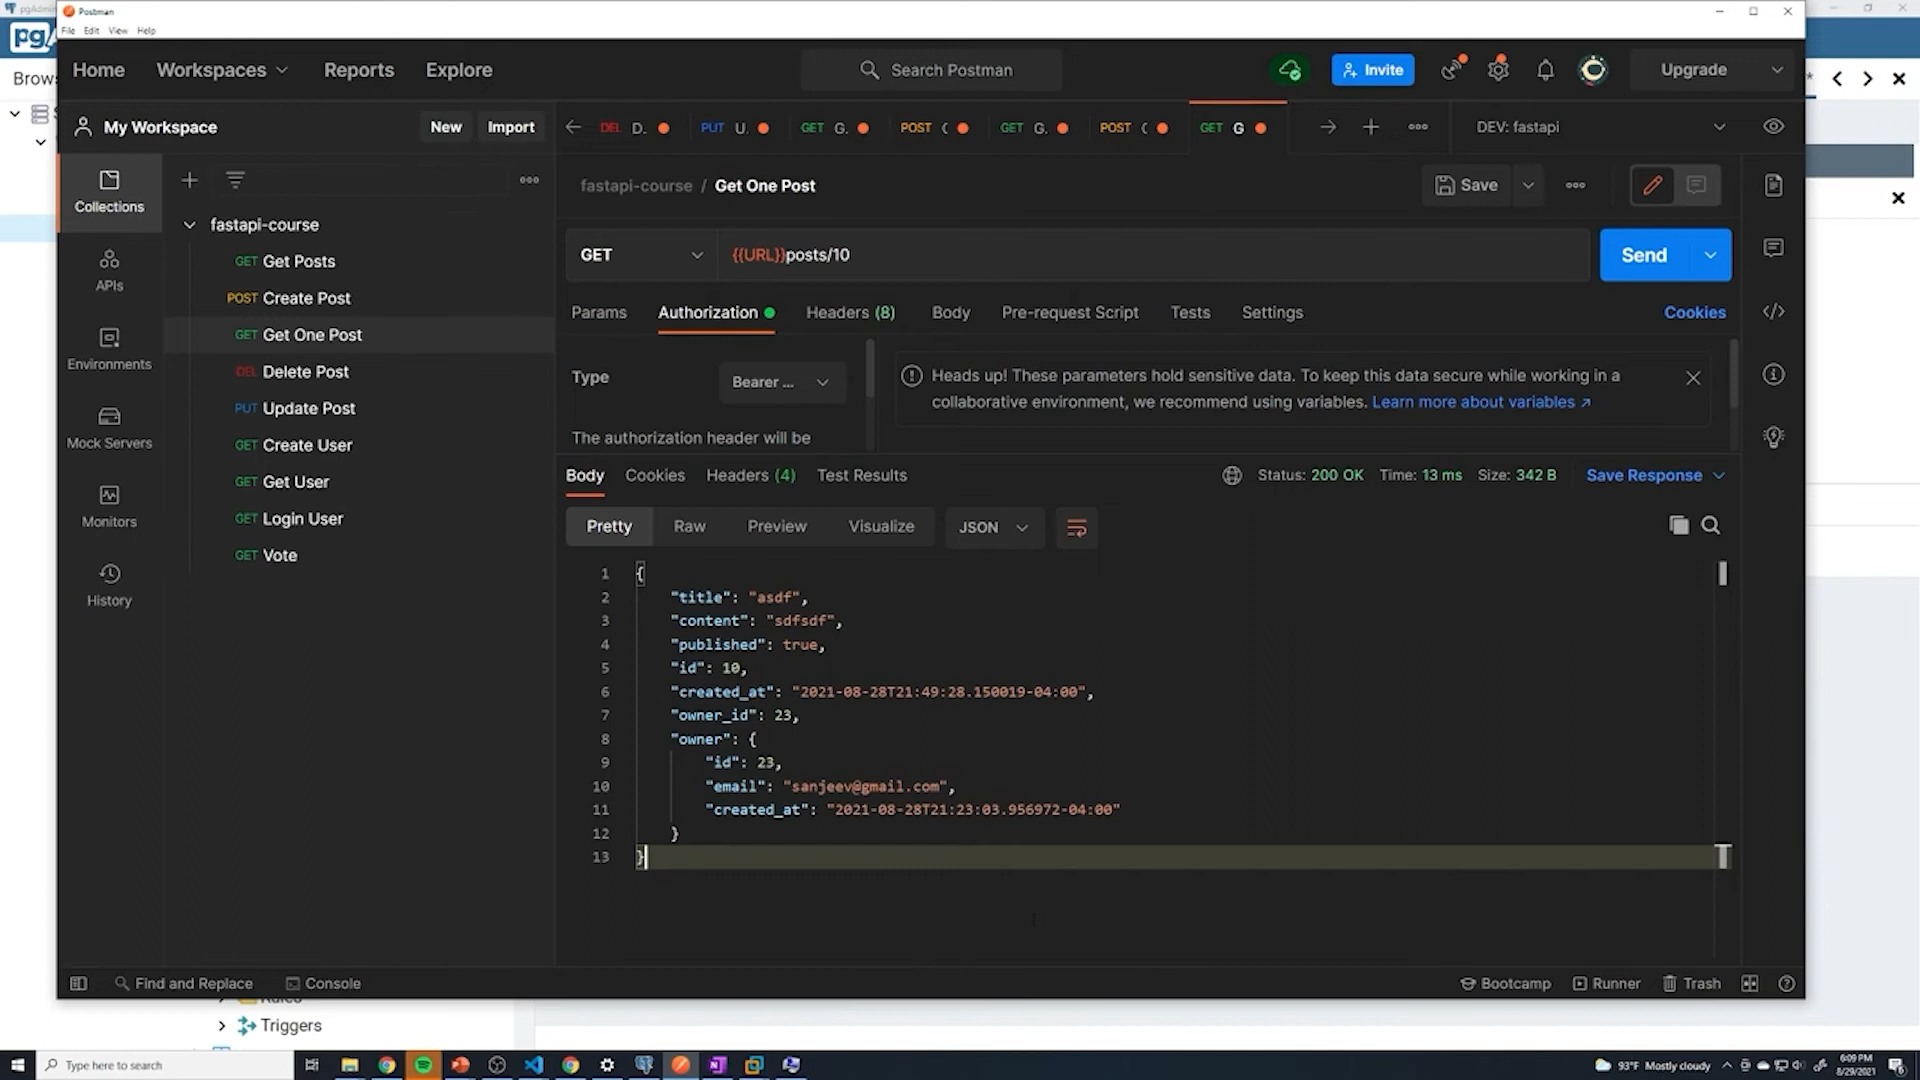 pgAdmin
Postman
File Edit View Help
pgA
Brows
Home Workspaces Reports Explore Search Postman Invite Upgrade
My Workspace New Import
DEL D. PUT U. GET G. POST ( GET G. POST ( GET G DEV: fastapi
Collections
APIs
Environments
Mock Servers
Monitors
History
fastapi-course
GET Get Posts
POST Create Post
GET Get One Post
DEL Delete Post
PUT Update Post
GET Create User
GET Get User
GET Login User
GET Vote
fastapi-course / Get One Post Save
GET {{URL}}posts/10 Send
Params Authorization Headers (8) Body Pre-request Script Tests Settings Cookies
Type Bearer ...
The authorization header will be
Heads up! These parameters hold sensitive data. To keep this data secure while working in a
collaborative environment, we recommend using variables. Learn more about variables ↗
Body Cookies Headers (4) Test Results Status: 200 OK Time: 13 ms Size: 342 B Save Response
Pretty Raw Preview Visualize JSON
1 {
2 "title": "asdf",
3 "content": "sdfsdf",
4 "published": true,
5 "id": 10,
6 "created_at": "2021-08-28T21:49:28.150019-04:00",
7 "owner_id": 23,
8 "owner": {
9 "id": 23,
10 "email": "sanjeev@gmail.com",
11 "created_at": "2021-08-28T21:23:03.956972-04:00"
12 }
13 }
Find and Replace Console Bootcamp Runner Trash
Rules
Triggers
Type here to search 93°F Mostly cloudy 6:09 PM
8/29/2021